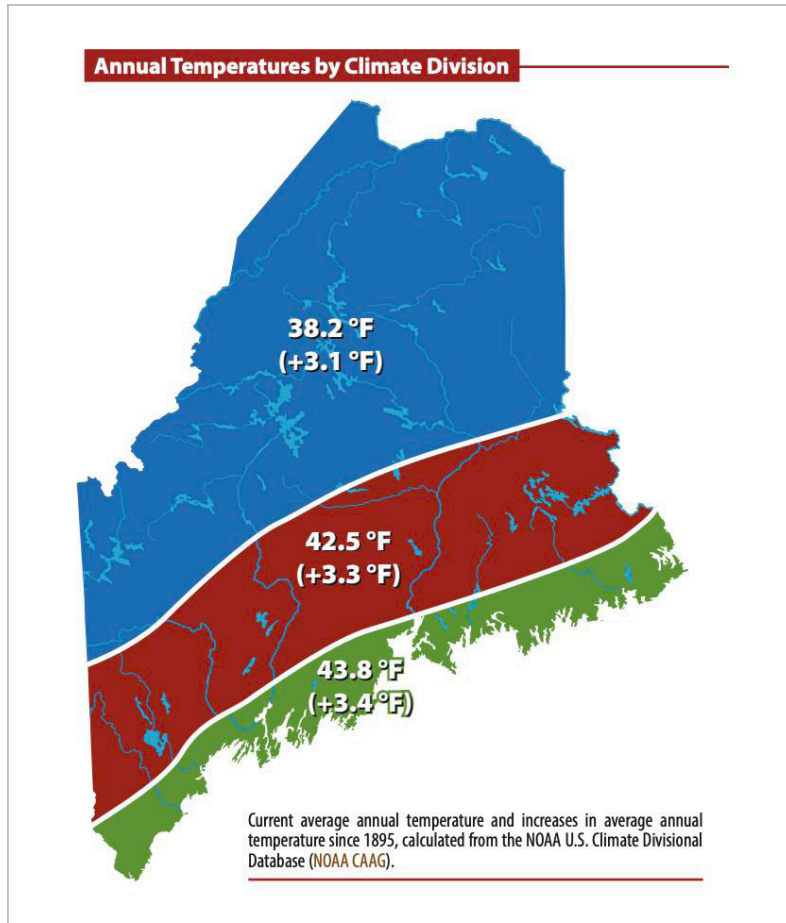 Annual Temperatures by Climate Division
38.2 °F
(+3.1 °F)
42.5 °F
(+3.3 °F)
43.8 °F
(+3.4 °F)
Current average annual temperature and increases in average annual
temperature since 1895, calculated from the NOAA U.S. Climate Divisional
Database (NOAA CAAG).